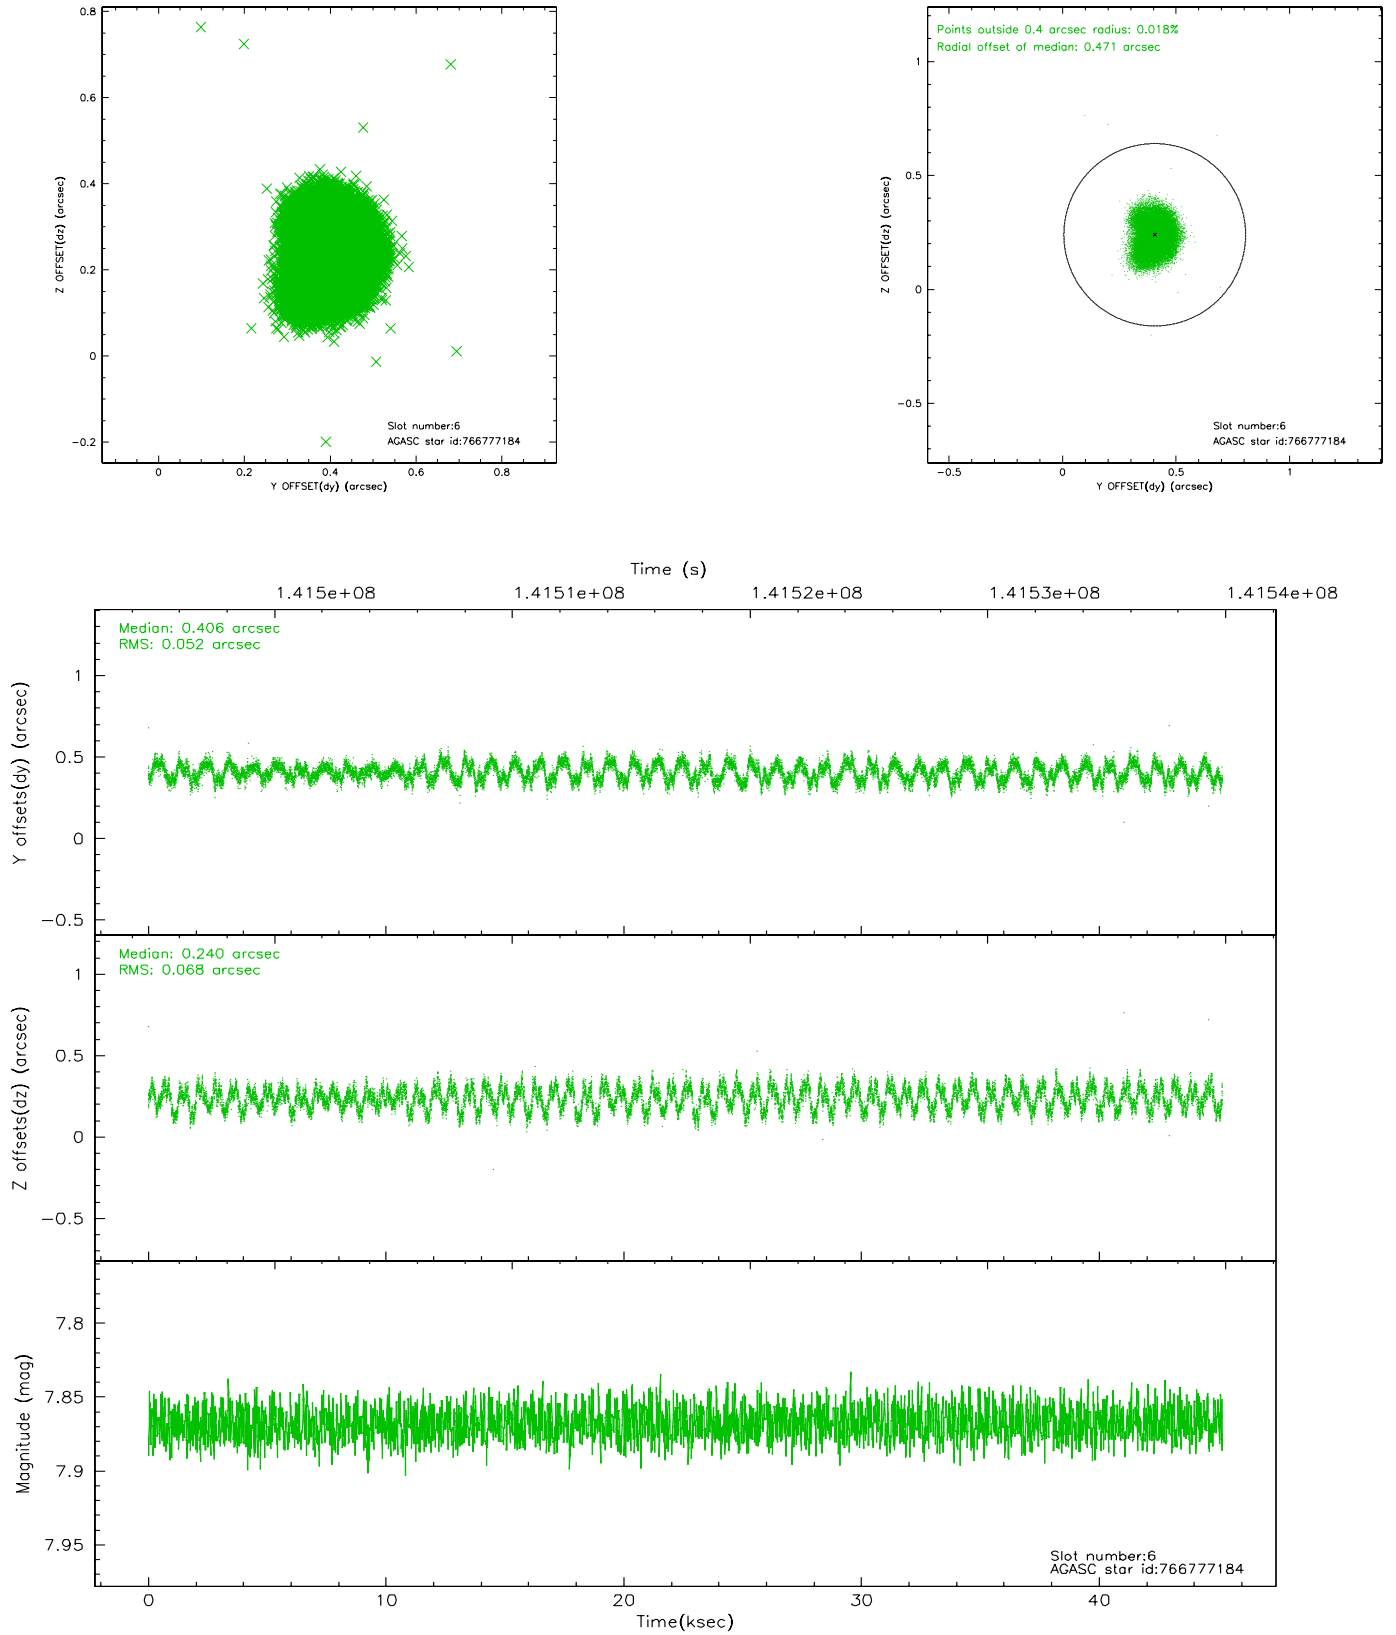 0.8
0.6
0.4
0.2
0
−0.2
Z OFFSET(dz) (arcsec)
0 0.2 0.4 0.6 0.8
Y OFFSET(dy) (arcsec)
Slot number:6
AGASC star id:766777184
Points outside 0.4 arcsec radius: 0.018%
Radial offset of median: 0.471 arcsec
1
0.5
0
−0.5
Z OFFSET(dz) (arcsec)
−0.5 0 0.5 1
Y OFFSET(dy) (arcsec)
Slot number:6
AGASC star id:766777184
Time (s)
1.415e+08 1.4151e+08 1.4152e+08 1.4153e+08 1.4154e+08
Median: 0.406 arcsec
RMS: 0.052 arcsec
1
0.5
0
−0.5
Y offsets(dy) (arcsec)
Median: 0.240 arcsec
RMS: 0.068 arcsec
1
0.5
0
−0.5
Z offsets(dz) (arcsec)
7.8
7.85
7.9
7.95
Magnitude (mag)
Slot number:6
AGASC star id:766777184
0 10 20 30 40
Time(ksec)